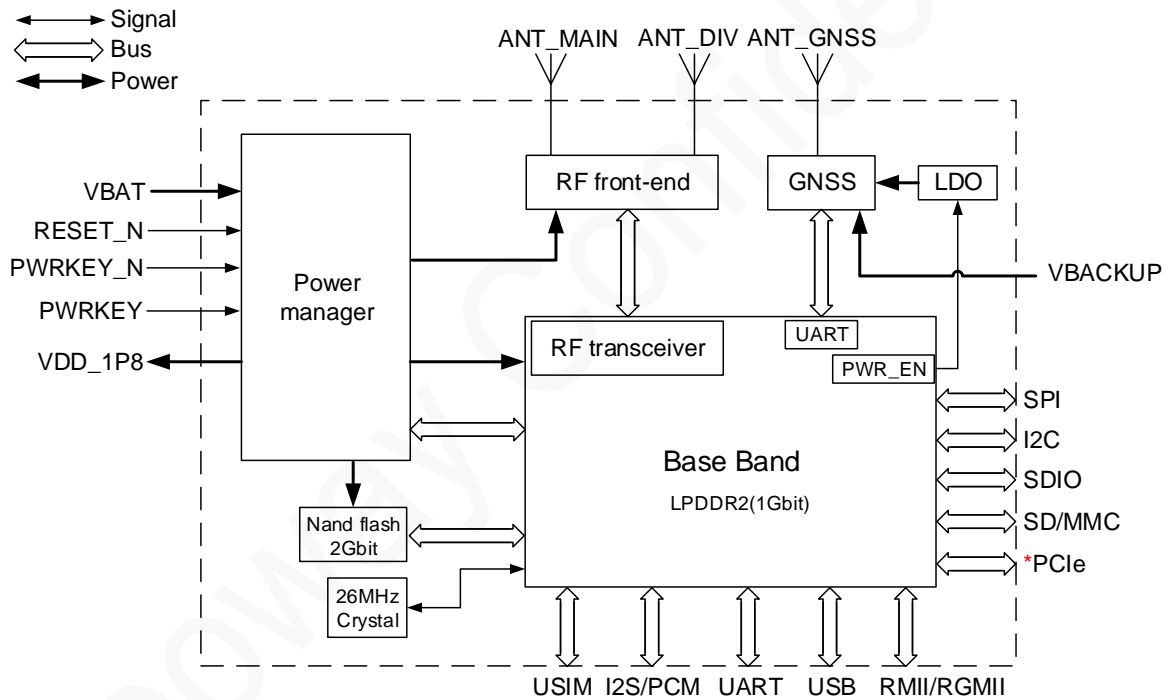 Signal
Bus
Power
ANT_MAIN
ANT_DIV
ANT_GNSS
VBAT
RESET_N
PWRKEY_N
PWRKEY
VDD_1P8
Power
manager
RF front-end
GNSS
LDO
VBACKUP
RF transceiver
UART
PWR_EN
Base Band
LPDDR2(1Gbit)
Nand flash
2Gbit
26MHz
Crystal
SPI
I2C
SDIO
SD/MMC
*PCIe
USIM
I2S/PCM
UART
USB
RMII/RGMII